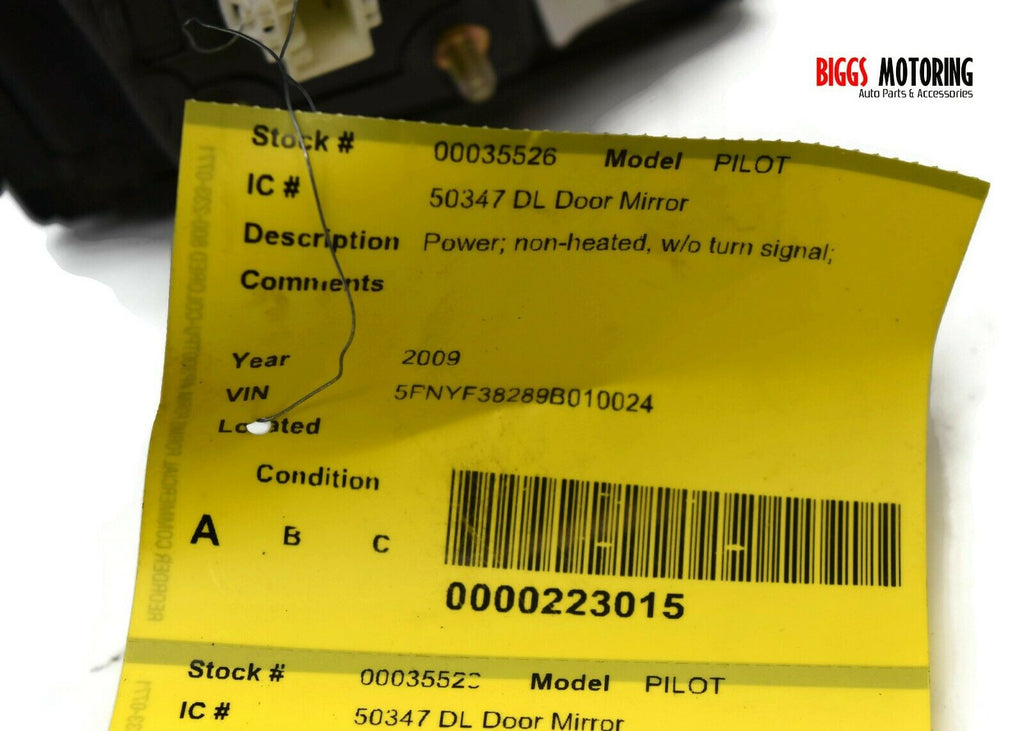 BIGGS MOTORING
Auto Parts & Accessories
Stock # 00035526 Model PILOT
IC # 50347 DL Door Mirror
Description Power; non-heated, w/o turn signal;
Comments
Year 2009
VIN 5FNYF38289B010024
Located
Condition
A B C
0000223015
Stock # Model PILOT
IC # 50347 DL Door Mirror